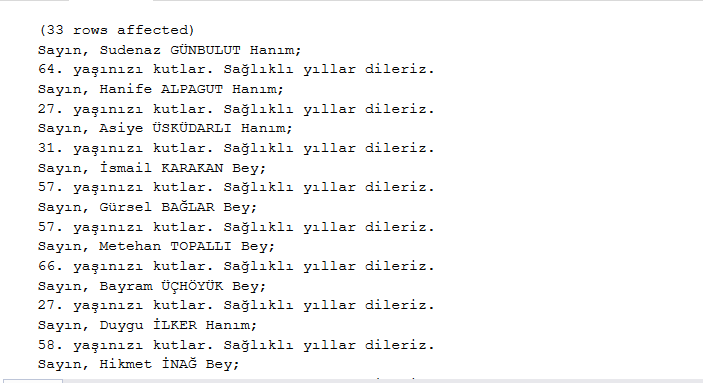 (33 rows affected)
Sayın, Sudenaz GÜNBULUT Hanım;
64. yaşınızı kutlar. Sağlıklı yıllar dileriz.
Sayın, Hanife ALPAGUT Hanım;
27. yaşınızı kutlar. Sağlıklı yıllar dileriz.
Sayın, Asiye ÜSKÜDARLI Hanım;
31. yaşınızı kutlar. Sağlıklı yıllar dileriz.
Sayın, İsmail KARAKAN Bey;
57. yaşınızı kutlar. Sağlıklı yıllar dileriz.
Sayın, Gürsel BAĞLAR Bey;
57. yaşınızı kutlar. Sağlıklı yıllar dileriz.
Sayın, Metehan TOPALLI Bey;
66. yaşınızı kutlar. Sağlıklı yıllar dileriz.
Sayın, Bayram ÜÇHÖYÜK Bey;
27. yaşınızı kutlar. Sağlıklı yıllar dileriz.
Sayın, Duygu İLKER Hanım;
58. yaşınızı kutlar. Sağlıklı yıllar dileriz.
Sayın, Hikmet İNAĞ Bey;